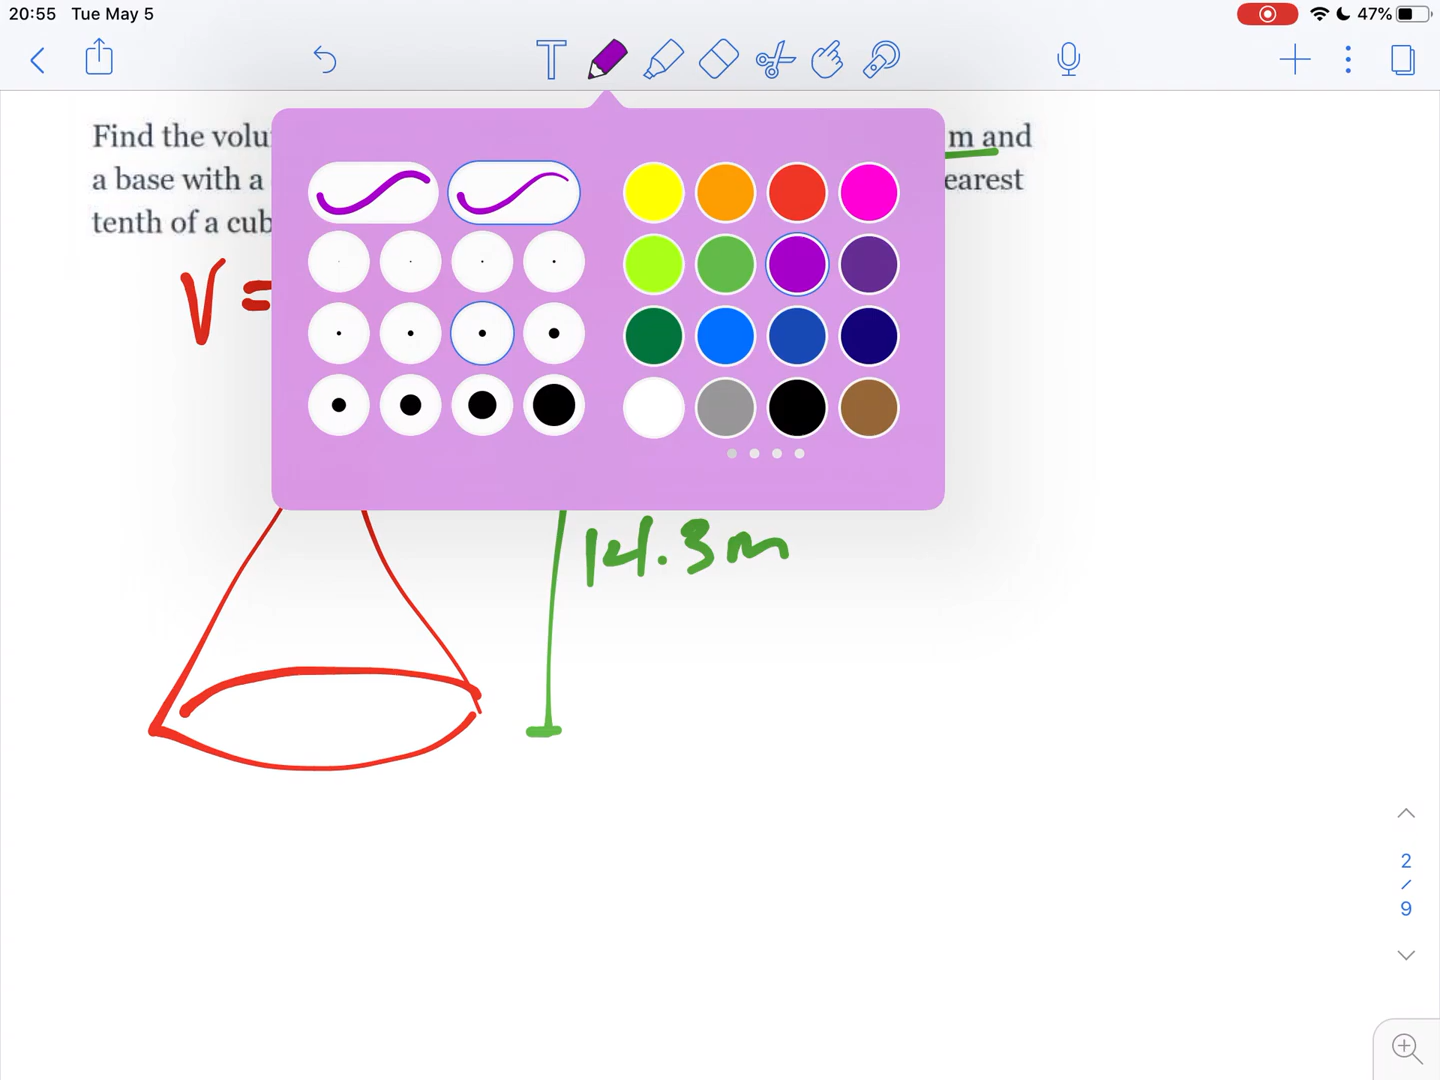 20:55 Tue May 5
47%
T
Find the volu m and
a base with a earest
tenth of a cub
V =
14.3m
2
/
9